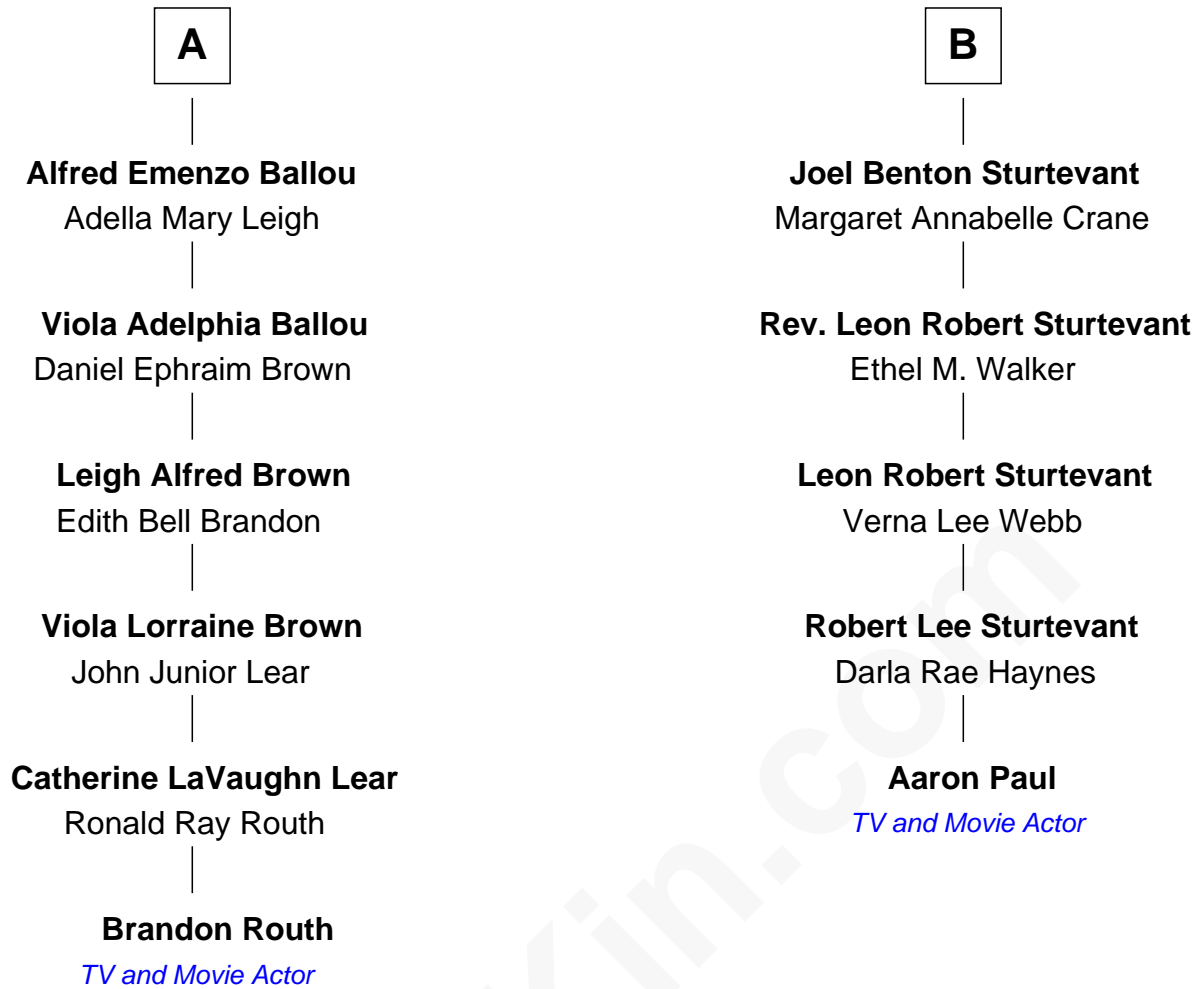 A
Alfred Emenzo Ballou
Adella Mary Leigh
Viola Adelphia Ballou
Daniel Ephraim Brown
Leigh Alfred Brown
Edith Bell Brandon
Viola Lorraine Brown
John Junior Lear
Catherine LaVaughn Lear
Ronald Ray Routh
Brandon Routh
TV and Movie Actor
B
Joel Benton Sturtevant
Margaret Annabelle Crane
Rev. Leon Robert Sturtevant
Ethel M. Walker
Leon Robert Sturtevant
Verna Lee Webb
Robert Lee Sturtevant
Darla Rae Haynes
Aaron Paul
TV and Movie Actor
Kin.com